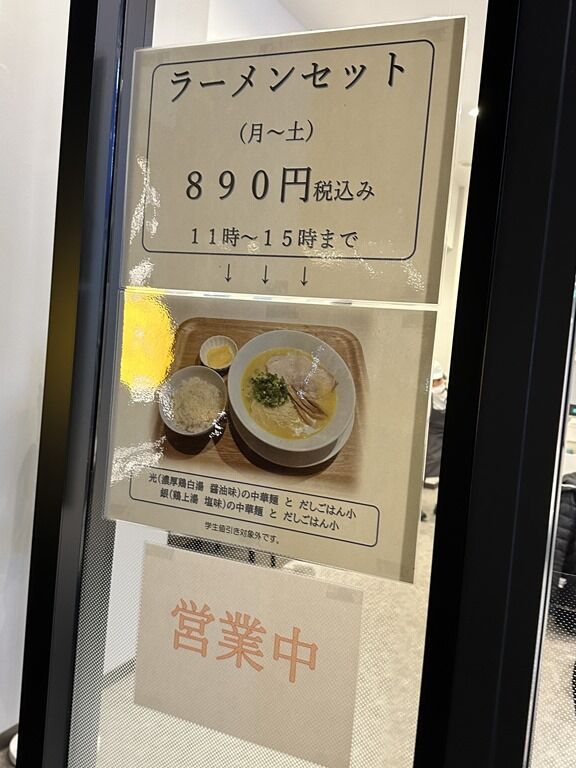 ラーメンセット
(月～土)
890円税込み
11時～15時まで
↓ ↓ ↓
光(濃厚鶏白湯 醤油味)の中華麺 と だしごはん小
銀(鶏上湯 塩味)の中華麺 と だしごはん小
学生値引き対象外です。
営業中